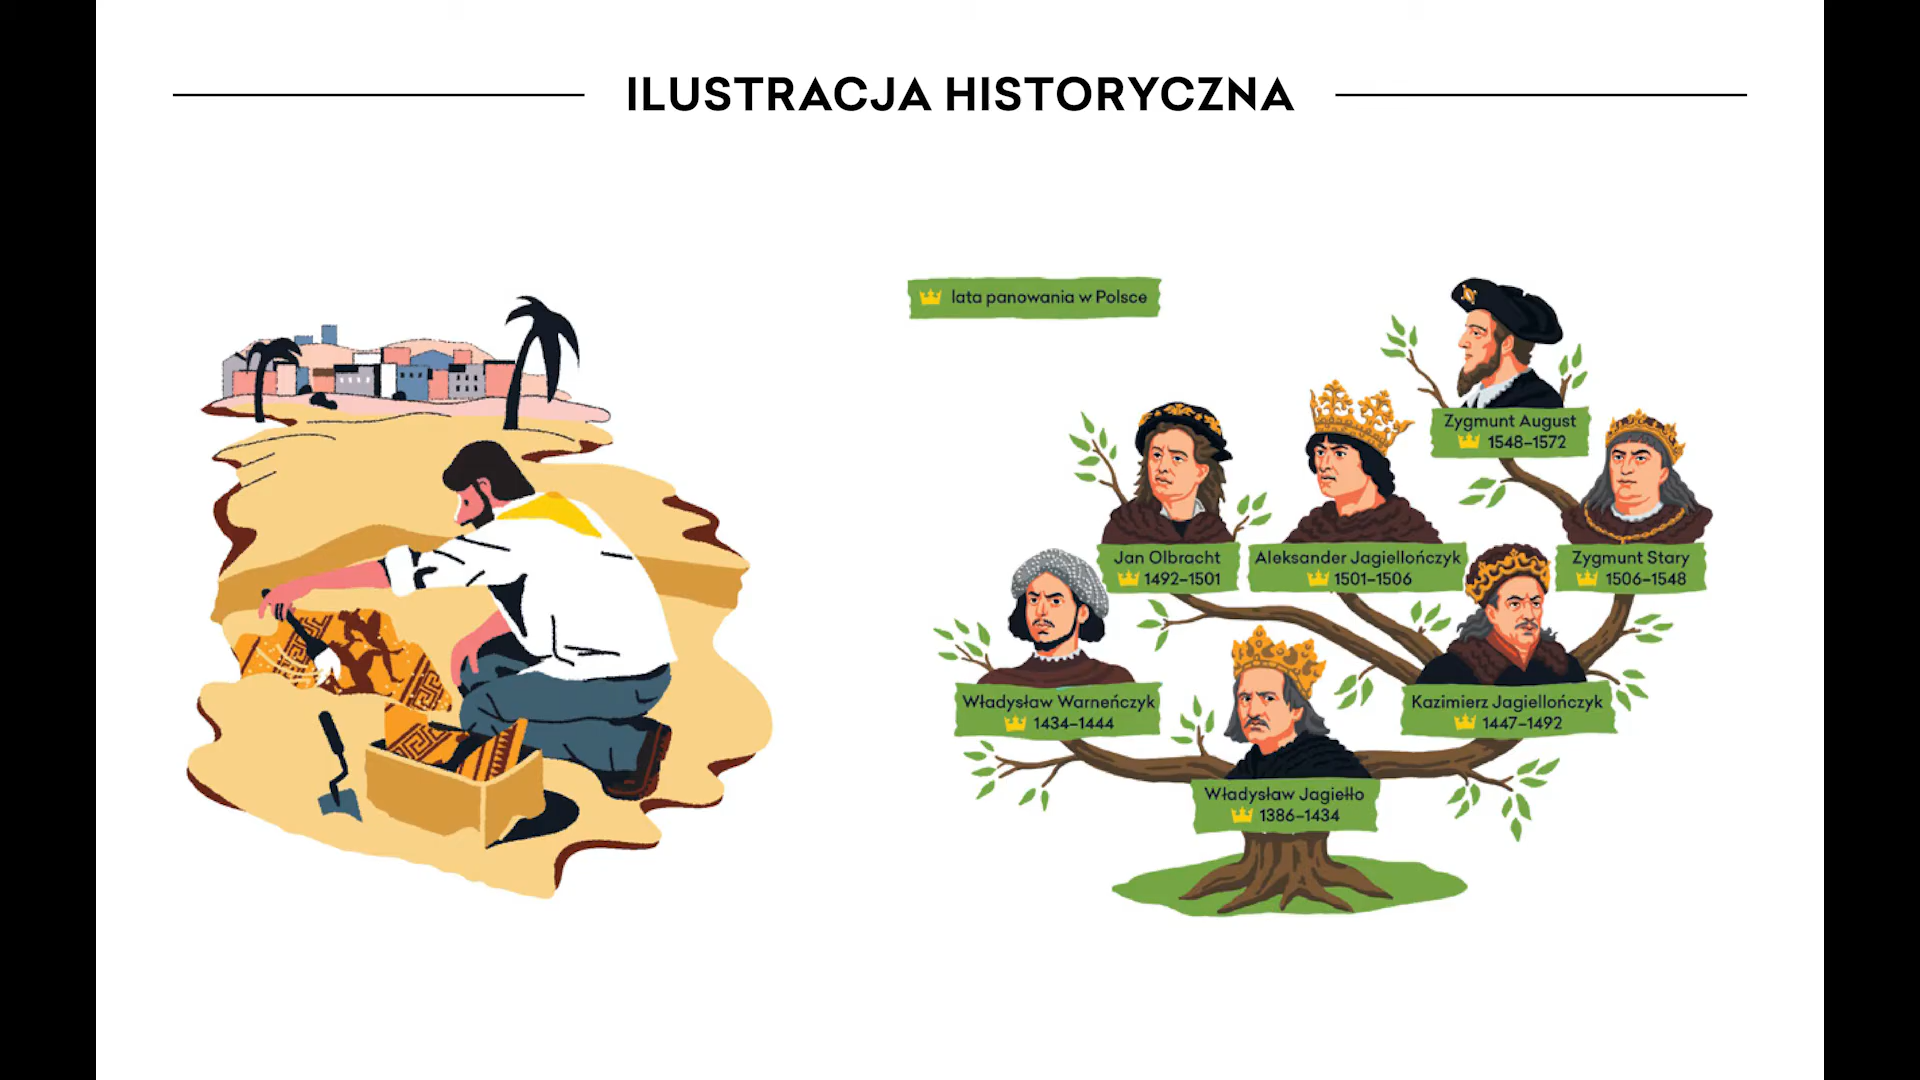 ILUSTRACJA HISTORYCZNA
lata panowania w Polsce
Zygmunt August
1548–1572
Jan Olbracht
1492–1501
Aleksander Jagiellończyk
1501–1506
Zygmunt Stary
1506–1548
Władysław Warneńczyk
1434–1444
Kazimierz Jagiellończyk
1447–1492
Władysław Jagiełło
1386–1434